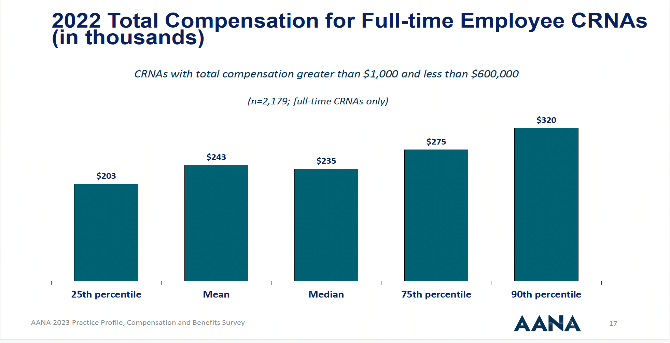 2022 Total Compensation for Full-time Employee CRNAs
(in thousands)
CRNAs with total compensation greater than $1,000 and less than $600,000
(n=2,179; full-time CRNAs only)
$203
$243
$235
$275
$320
25th percentile
Mean
Median
75th percentile
90th percentile
AANA 2023 Practice Profile, Compensation and Benefits Survey
AANA
17